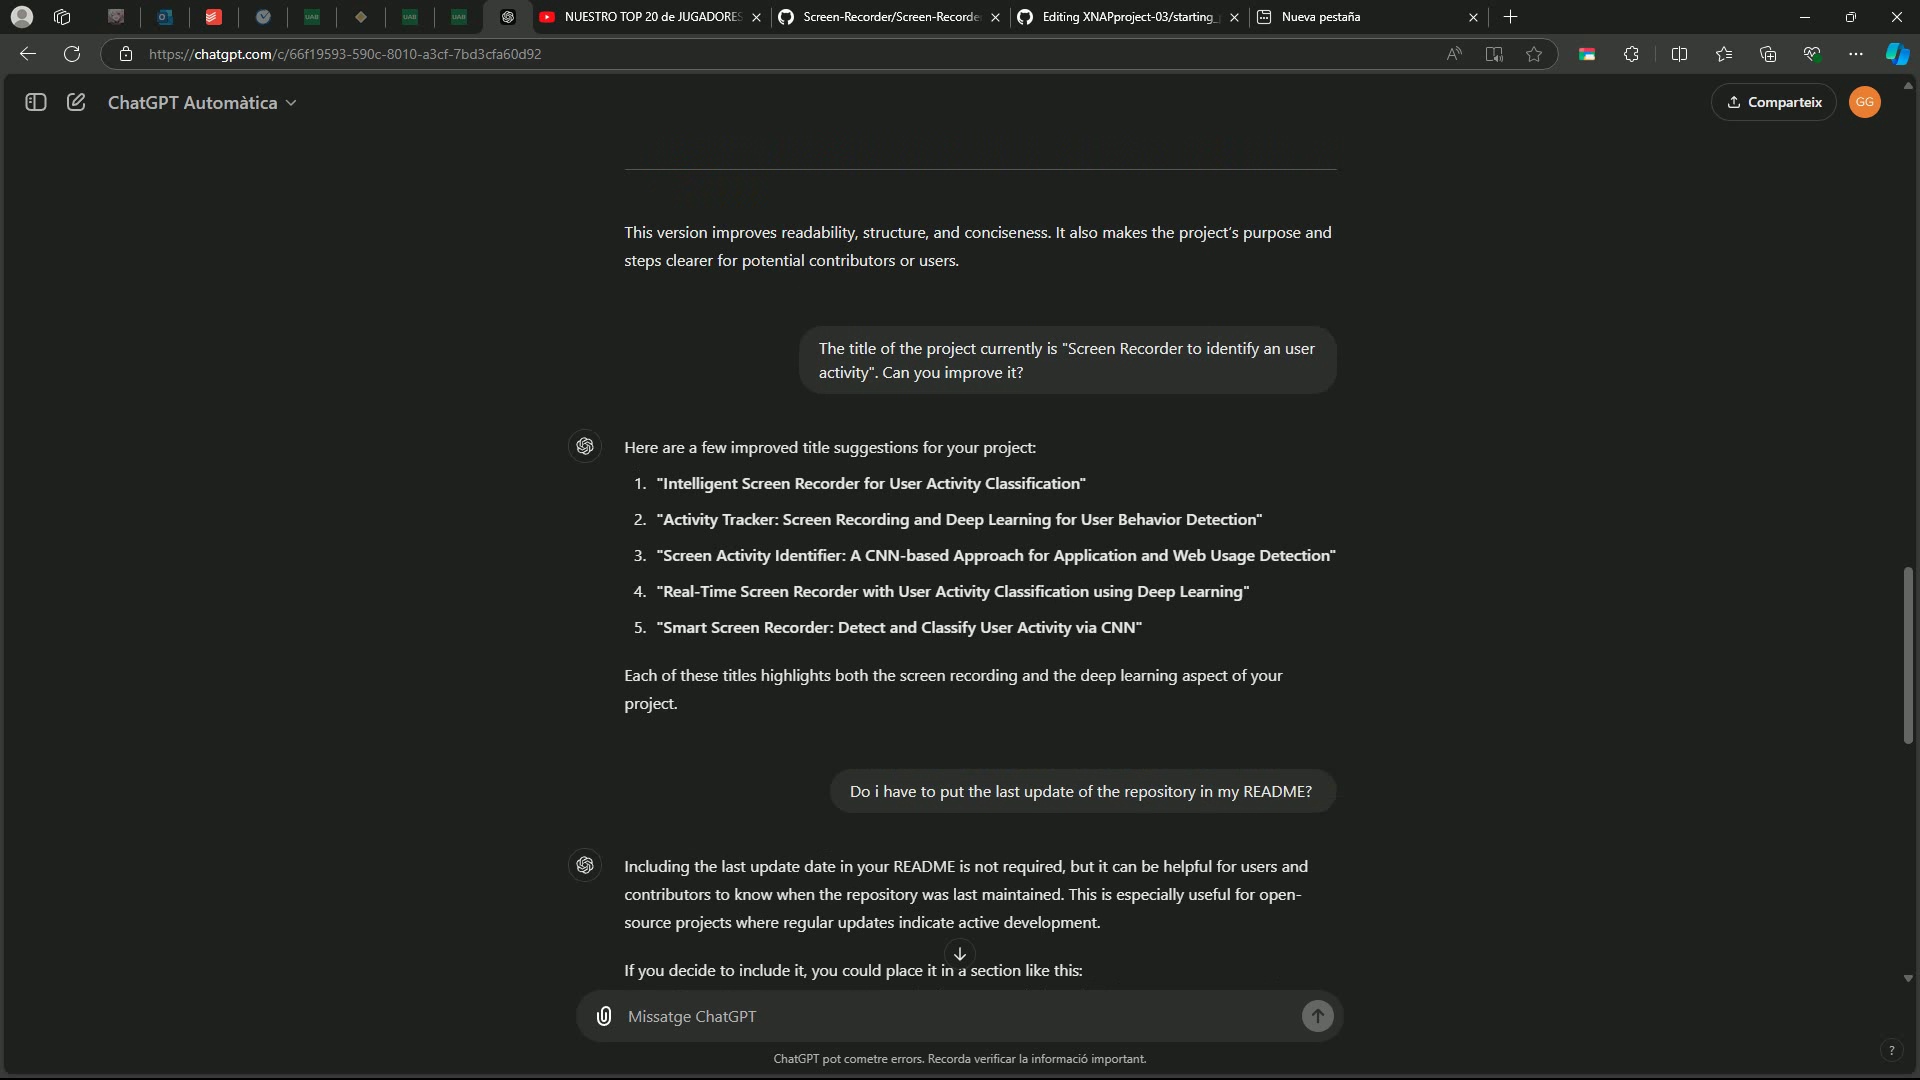 NUESTRO TOP 20 de JUGADORES
Screen-Recorder/Screen-Recorde
Editing XNAPproject-03/starting_
Nueva pestaña
https://chatgpt.com/c/66f19593-590c-8010-a3cf-7bd3cfa60d92
ChatGPT Automàtica
Comparteix
GG
This version improves readability, structure, and conciseness. It also makes the project's purpose and
steps clearer for potential contributors or users.
The title of the project currently is "Screen Recorder to identify an user
activity". Can you improve it?
Here are a few improved title suggestions for your project:
1. "Intelligent Screen Recorder for User Activity Classification"
2. "Activity Tracker: Screen Recording and Deep Learning for User Behavior Detection"
3. "Screen Activity Identifier: A CNN-based Approach for Application and Web Usage Detection"
4. "Real-Time Screen Recorder with User Activity Classification using Deep Learning"
5. "Smart Screen Recorder: Detect and Classify User Activity via CNN"
Each of these titles highlights both the screen recording and the deep learning aspect of your
project.
Do i have to put the last update of the repository in my README?
Including the last update date in your README is not required, but it can be helpful for users and
contributors to know when the repository was last maintained. This is especially useful for open-
source projects where regular updates indicate active development.
If you decide to include it, you could place it in a section like this:
Missatge ChatGPT
ChatGPT pot cometre errors. Recorda verificar la informació important.
?